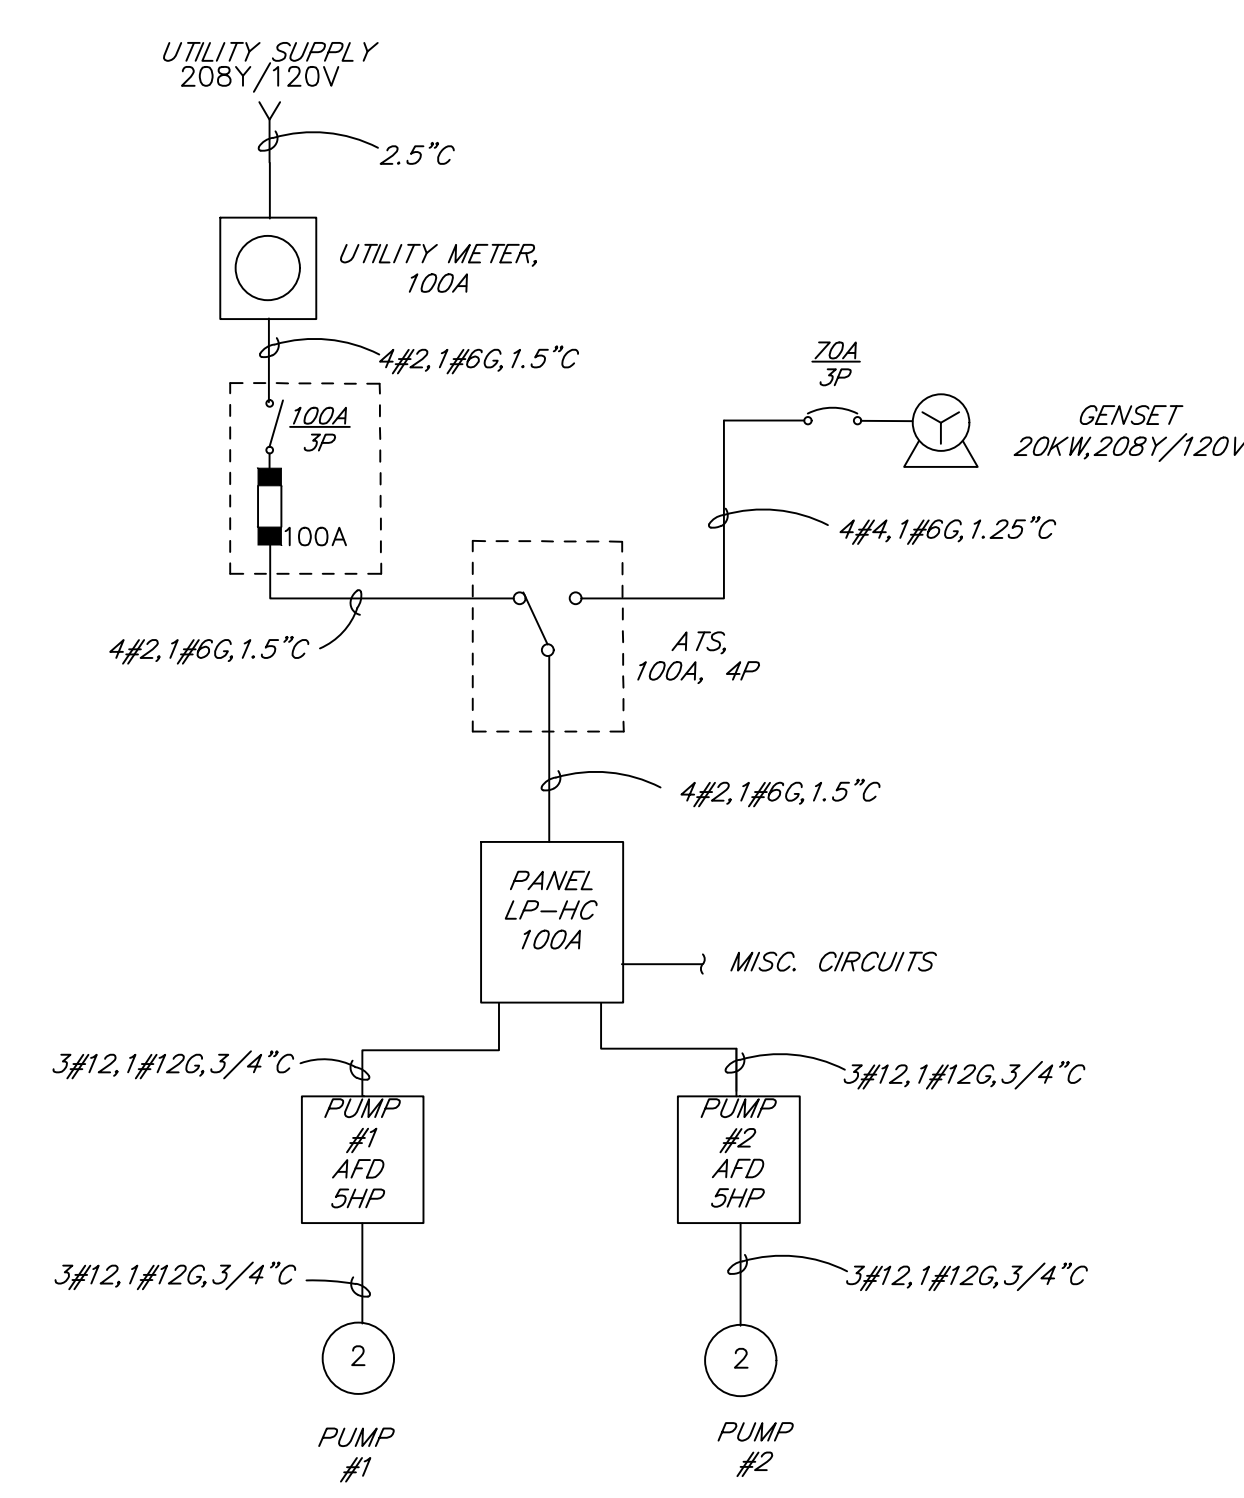 UTILITY SUPPLY
208Y/120V
2.5"C
UTILITY METER,
100A
4#2,1#6G,1.5"C
100A
3P
100A
70A
3P
GENSET
20KW,208Y/120V
4#4,1#6G,1.25"C
4#2,1#6G,1.5"C
ATS,
100A, 4P
4#2,1#6G,1.5"C
PANEL
LP-HC
100A
MISC. CIRCUITS
3#12,1#12G,3/4"C
3#12,1#12G,3/4"C
PUMP
#1
AFD
5HP
PUMP
#2
AFD
5HP
3#12,1#12G,3/4"C
3#12,1#12G,3/4"C
2
2
PUMP
#1
PUMP
#2